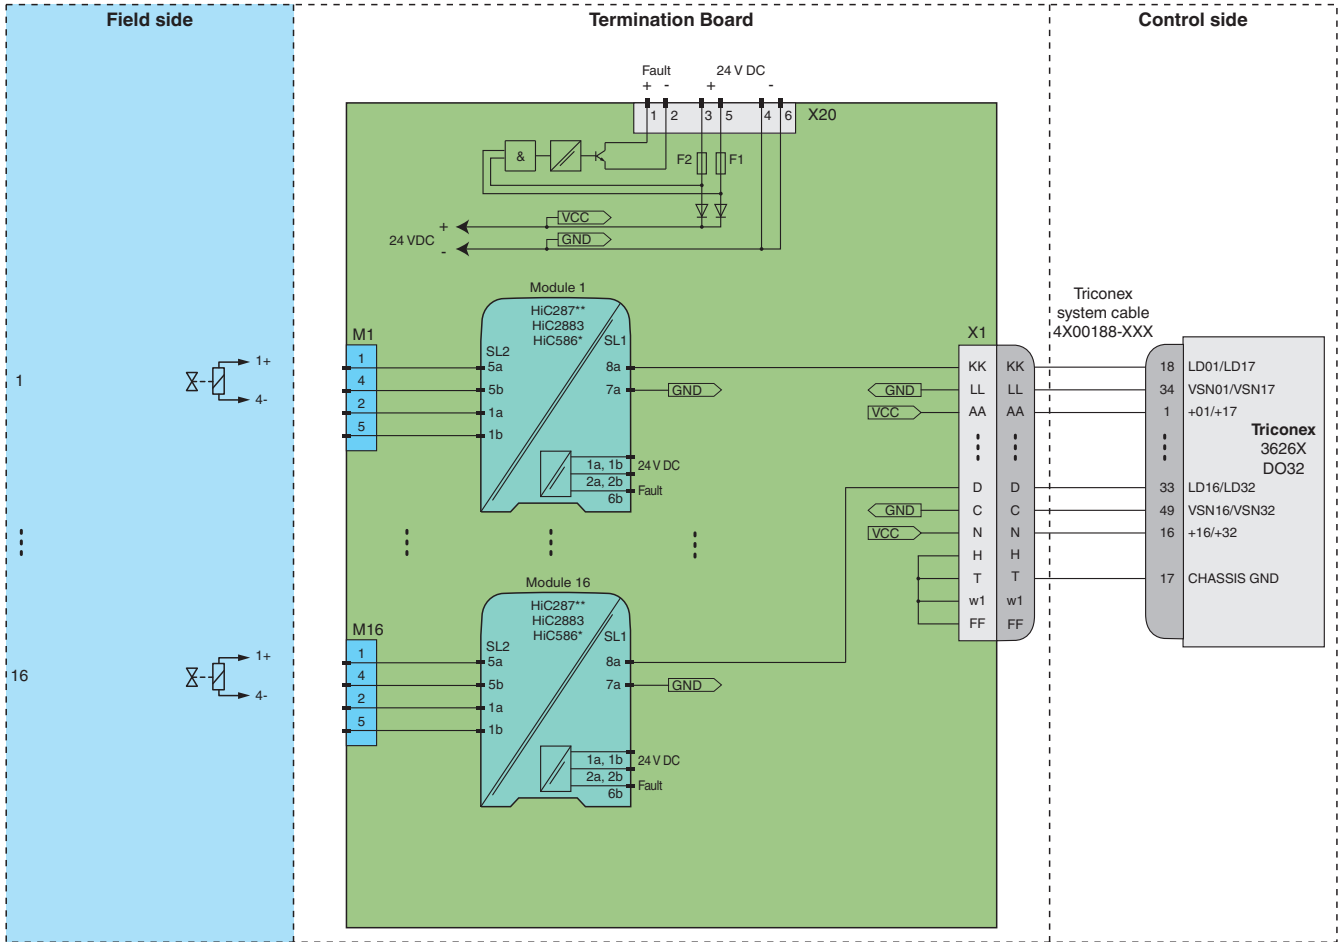 Field side
Termination Board
Control side
Fault
24 V DC
+ - + -
1 2 3 5 4 6 X20
& F2 F1
VCC
+
24 VDC
-
GND
Module 1
HiC287**
HiC2883
HiC586*
M1
SL2
SL1
1 5a 8a
4 5b 7a GND
2 1a
5 1b
1a, 1b 24 V DC
2a, 2b
6b Fault
1
1+
4-
Triconex
system cable
4X00188-XXX
X1
KK KK 18 LD01/LD17
GND LL LL 34 VSN01/VSN17
VCC AA AA 1 +01/+17
Triconex
3626X
DO32
D D 33 LD16/LD32
GND C C 49 VSN16/VSN32
VCC N N 16 +16/+32
H H
T T 17 CHASSIS GND
w1 w1
FF FF
Module 16
HiC287**
HiC2883
HiC586*
M16
SL2
SL1
1 5a 8a
4 5b 7a GND
2 1a
5 1b
1a, 1b 24 V DC
2a, 2b
6b Fault
16
1+
4-